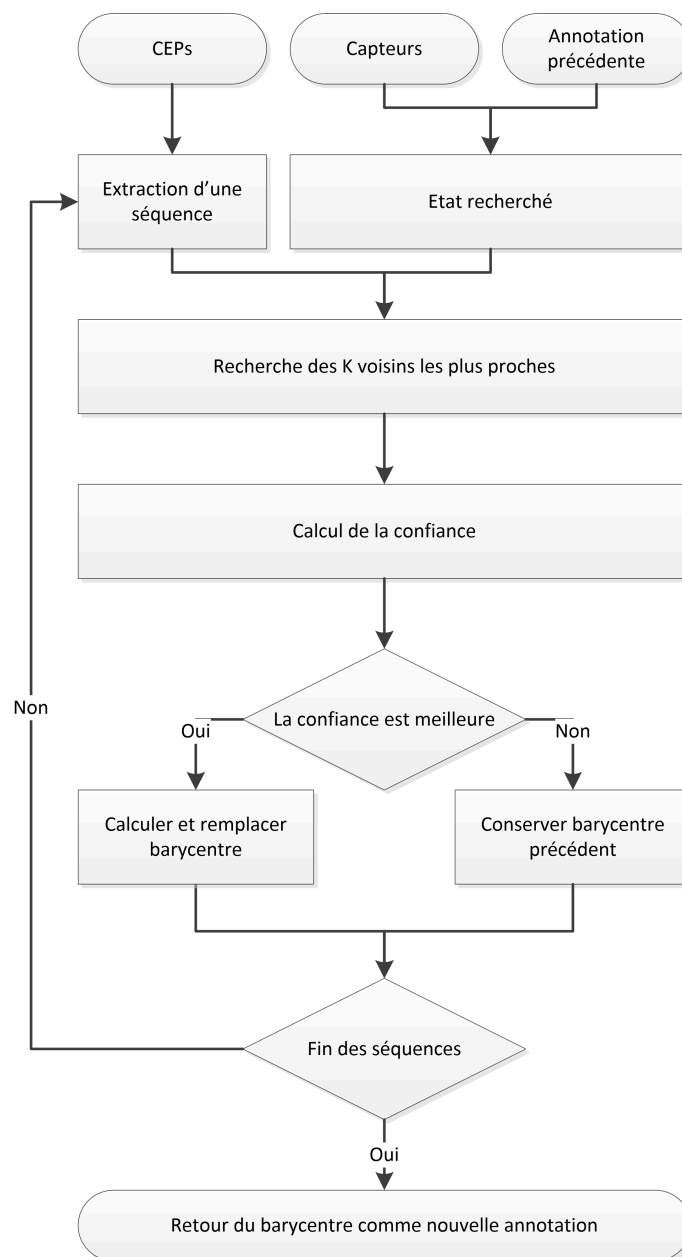 CEPs
Capteurs
Annotation
précédente
Extraction d’une
séquence
Etat recherché
Recherche des K voisins les plus proches
Calcul de la confiance
La confiance est meilleure
Non
Oui
Non
Calculer et remplacer
barycentre
Conserver barycentre
précédent
Fin des séquences
Oui
Retour du barycentre comme nouvelle annotation